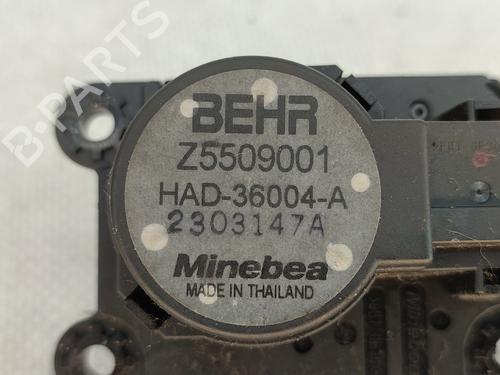 BEHR
Z5509001
HAD-36004-A
2303147A
Minebea
MADE IN THAILAND
B-PARTS